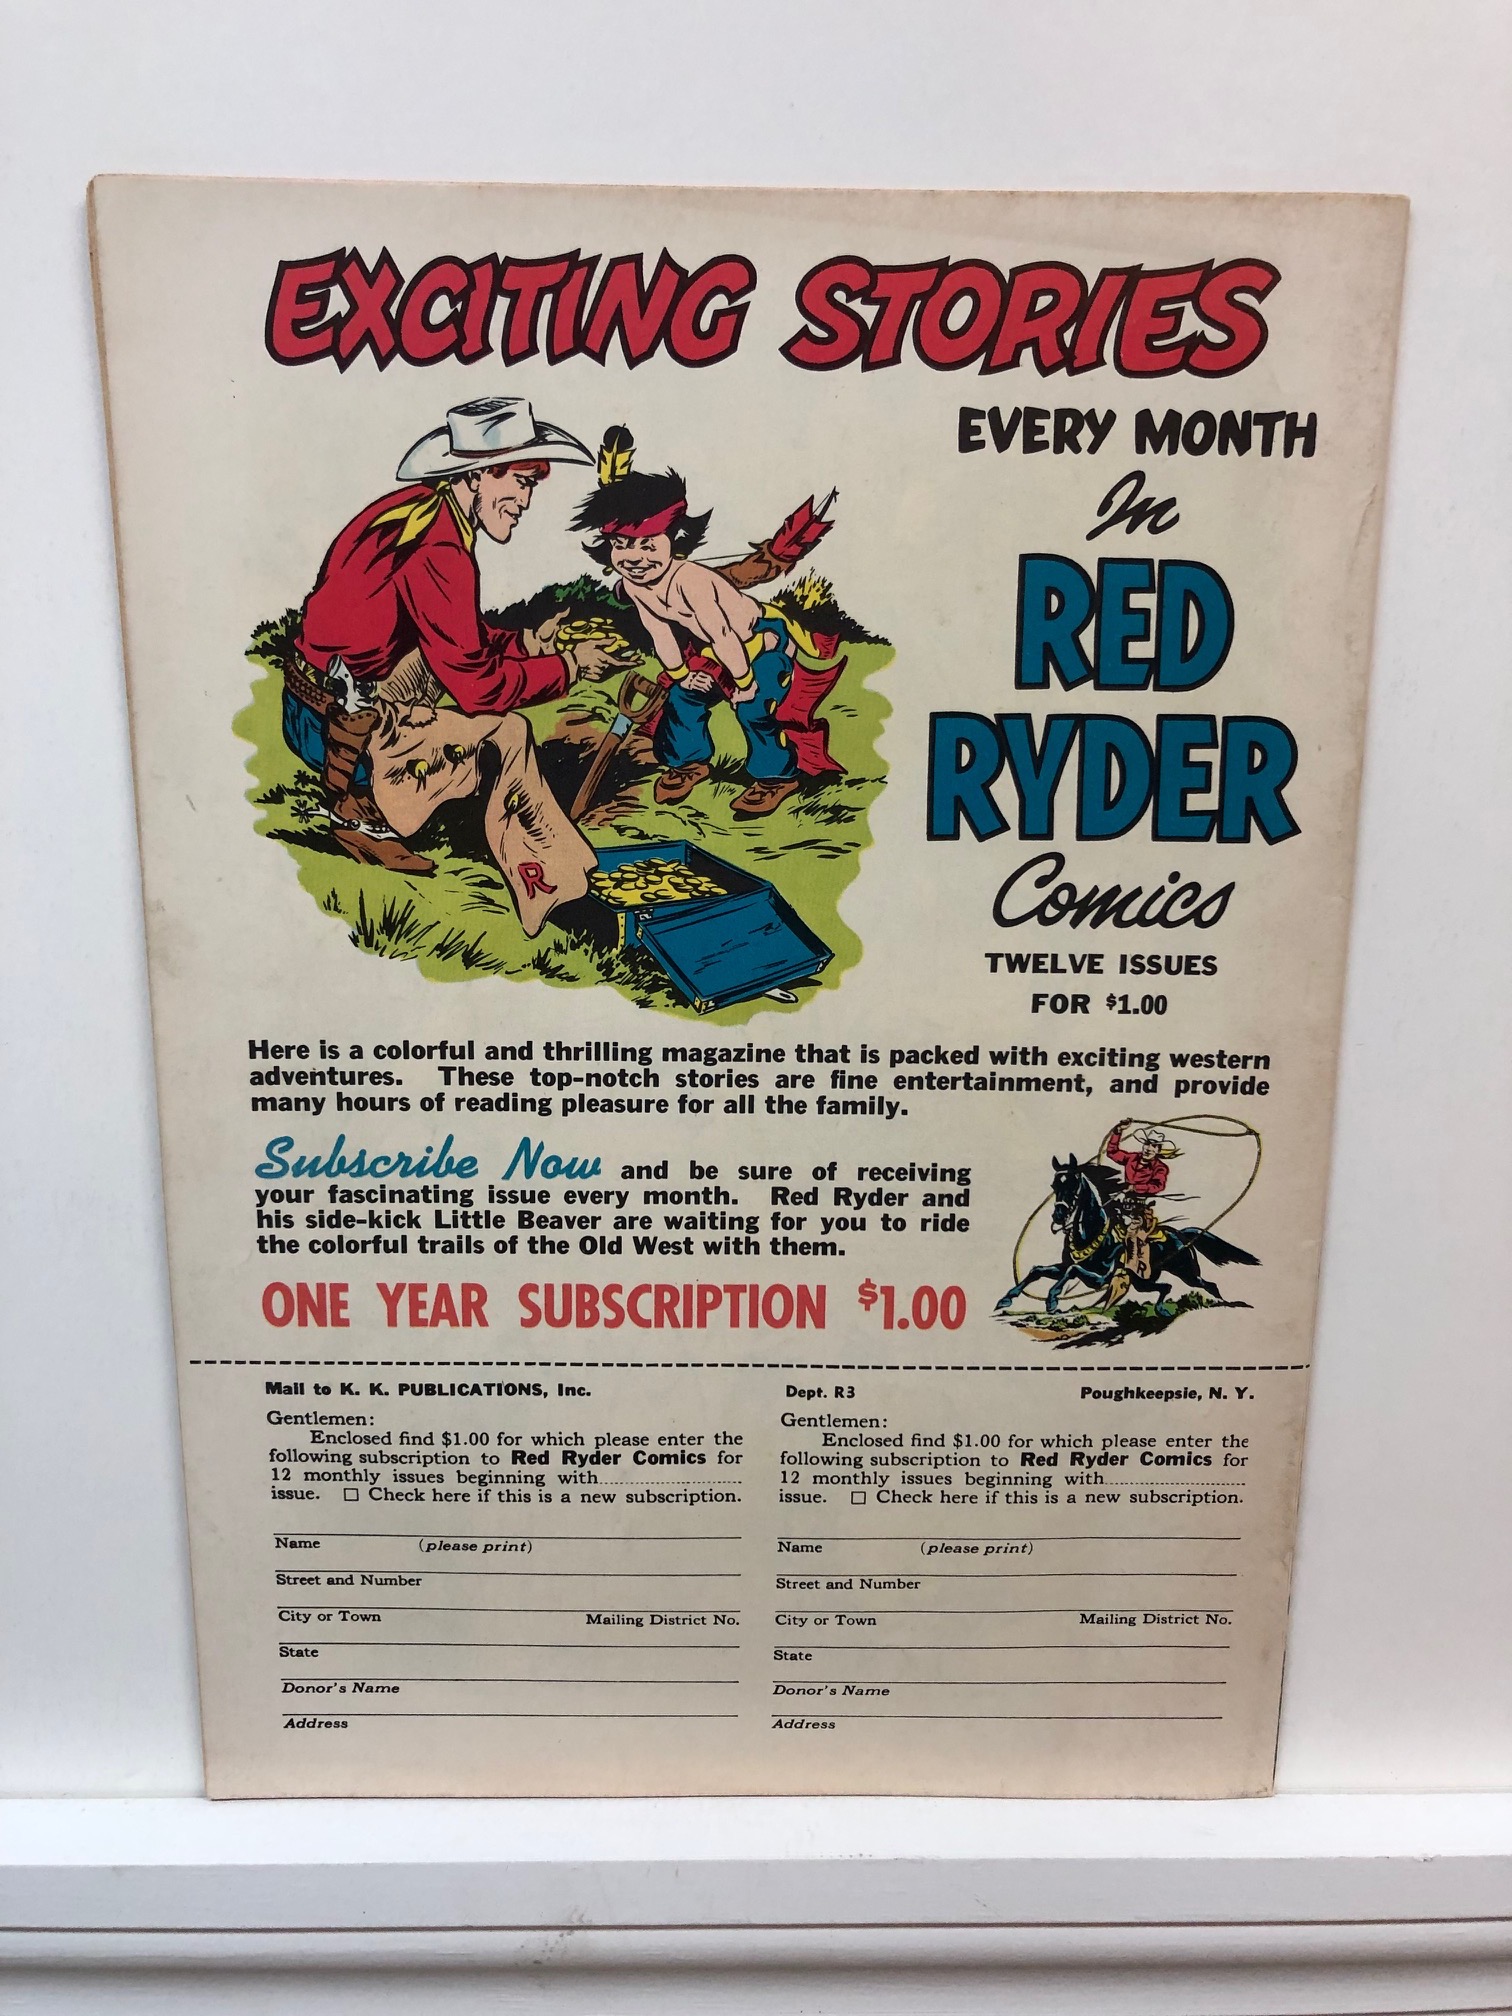 EXCITING STORIES
EVERY MONTH
In
RED
RYDER
Comics
TWELVE ISSUES
FOR $1.00
R
Here is a colorful and thrilling magazine that is packed with exciting western
adventures. These top-notch stories are fine entertainment, and provide
many hours of reading pleasure for all the family.
Subscribe Now and be sure of receiving
your fascinating issue every month. Red Ryder and
his side-kick Little Beaver are waiting for you to ride
the colorful trails of the Old West with them.
R
ONE YEAR SUBSCRIPTION $1.00
Mail to K. K. PUBLICATIONS, Inc. Dept. R3 Poughkeepsie, N. Y.
Gentlemen:
Enclosed find $1.00 for which please enter the
following subscription to Red Ryder Comics for
12 monthly issues beginning with........................
issue. ☐ Check here if this is a new subscription.
Name (please print)
Street and Number
City or Town Mailing District No.
State
Donor's Name
Address
Gentlemen:
Enclosed find $1.00 for which please enter the
following subscription to Red Ryder Comics for
12 monthly issues beginning with........................
issue. ☐ Check here if this is a new subscription.
Name (please print)
Street and Number
City or Town Mailing District No.
State
Donor's Name
Address